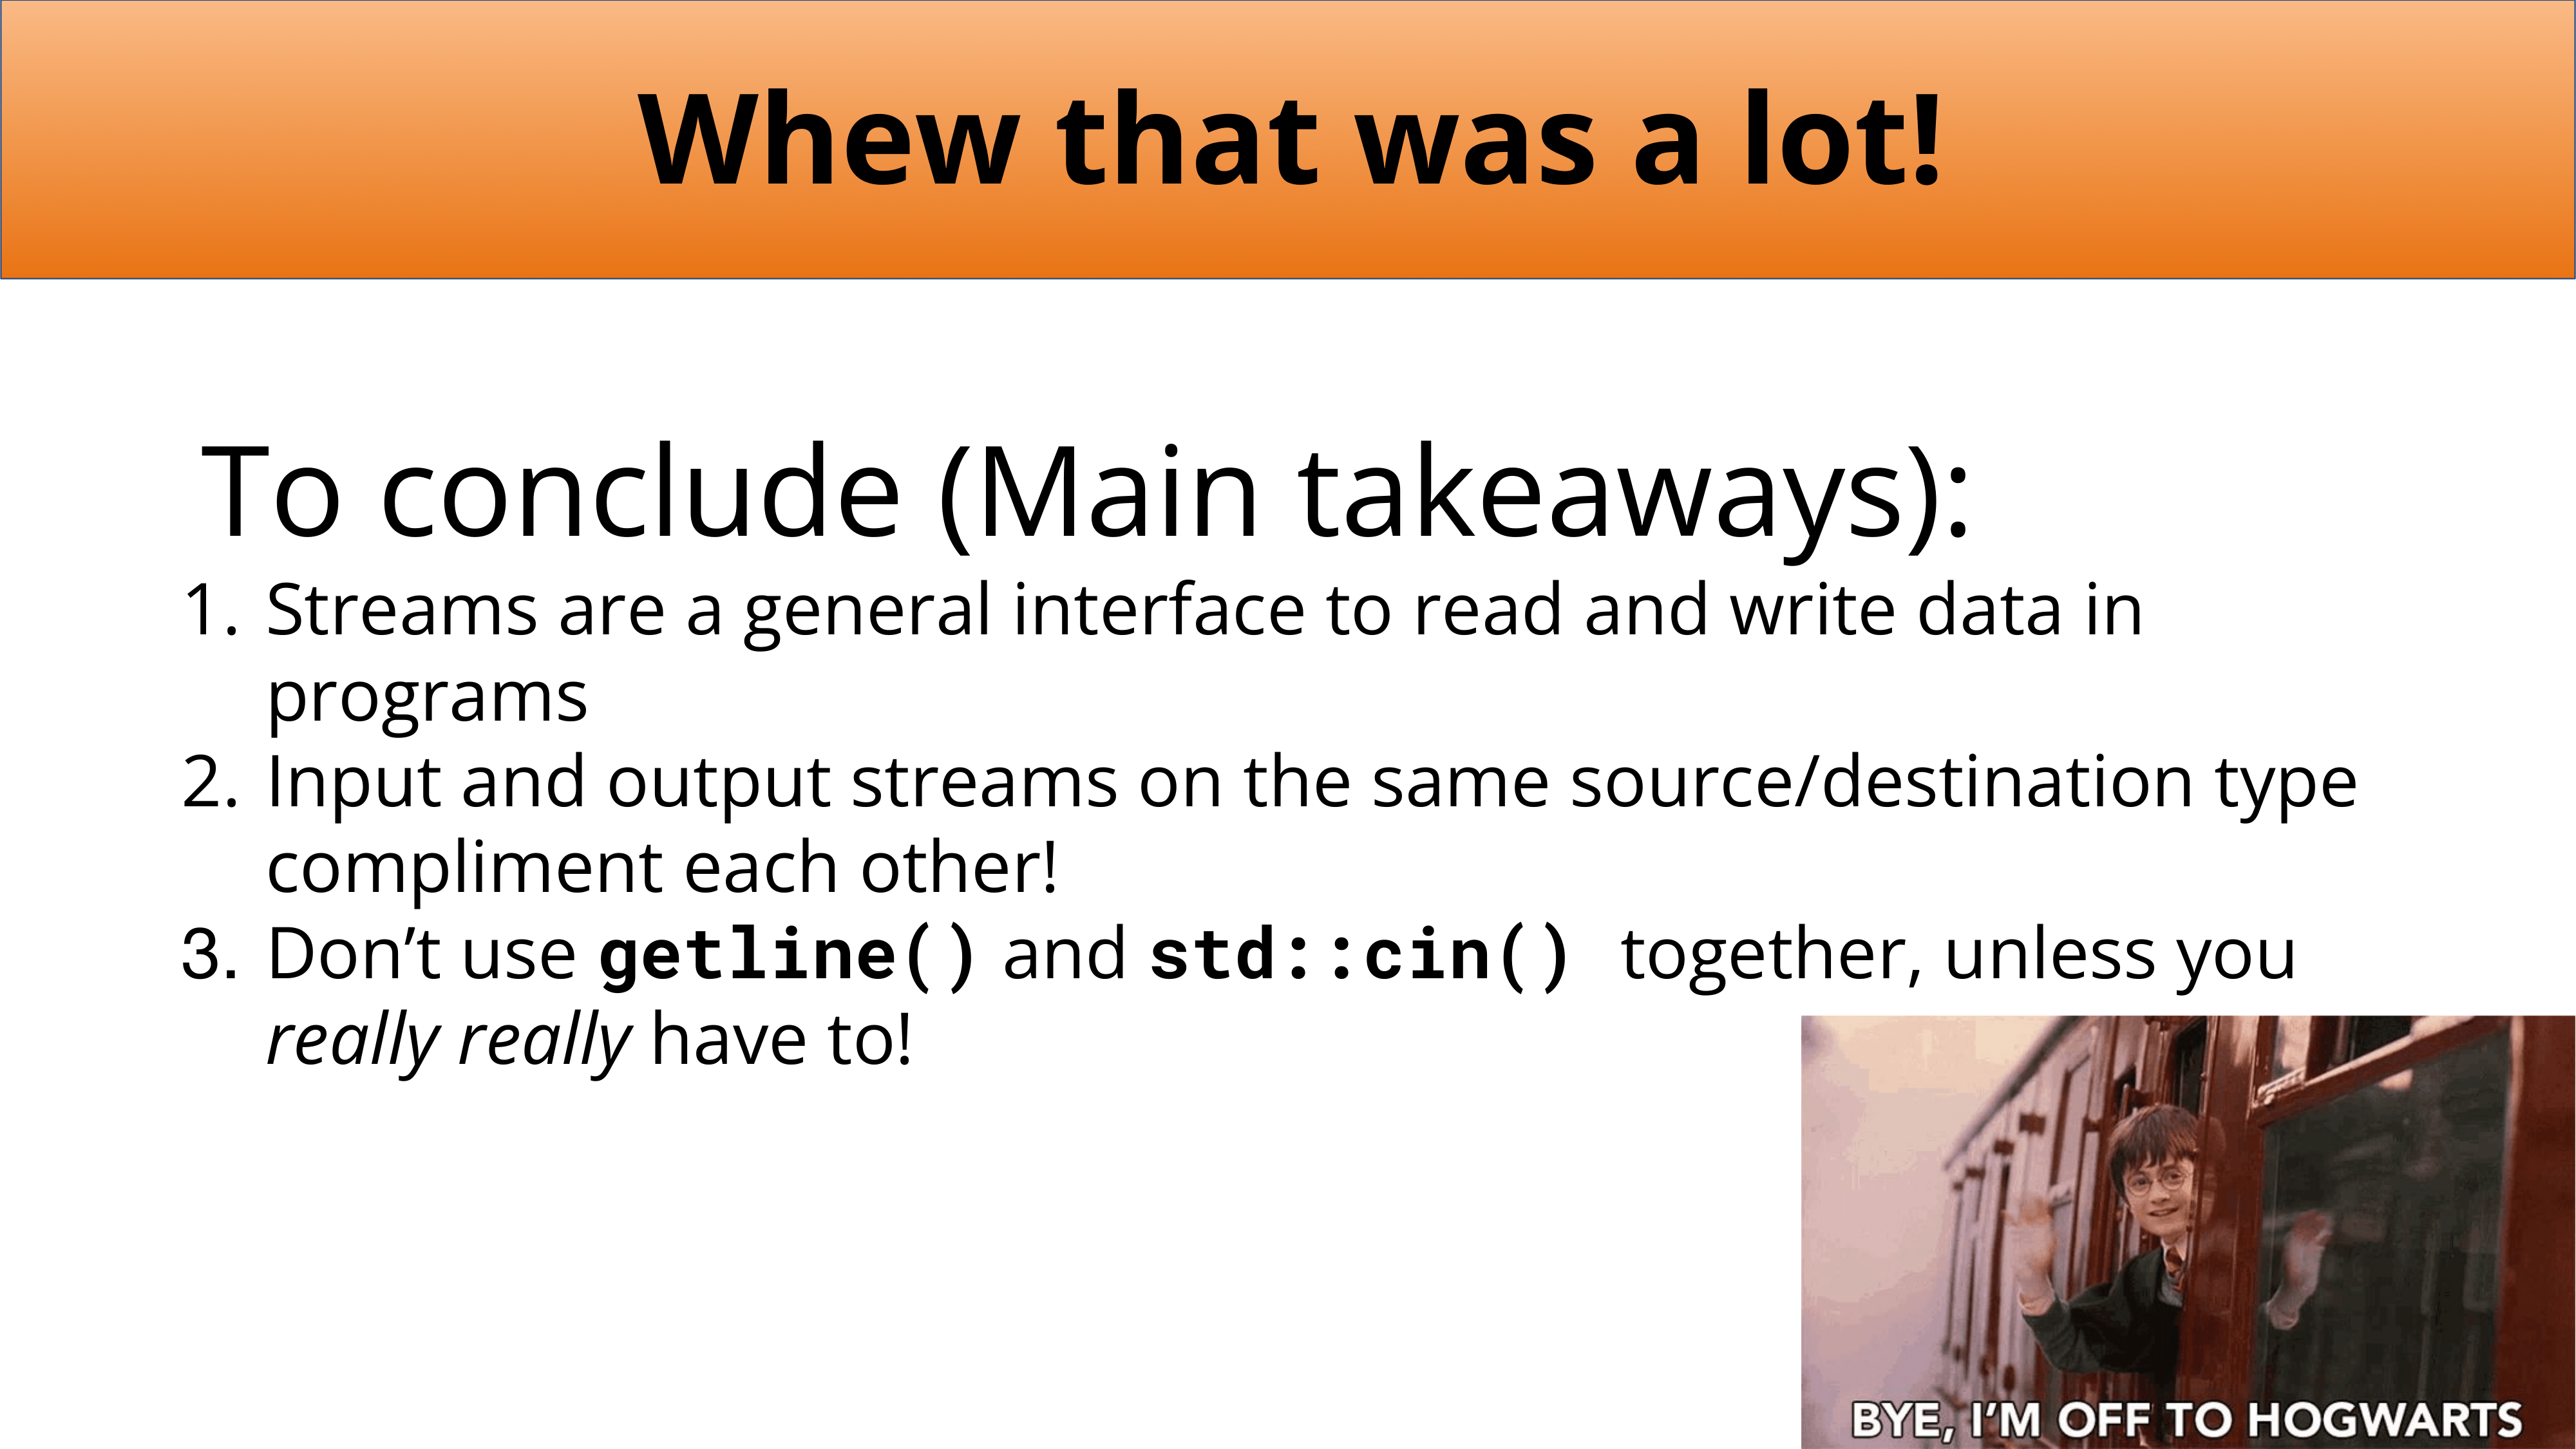 Whew that was a lot!
To conclude (Main takeaways):
1. Streams are a general interface to read and write data in
programs
2. Input and output streams on the same source/destination type
compliment each other!
3. Don’t use getline() and std::cin() together, unless you
really really have to!
BYE, I’M OFF TO HOGWARTS